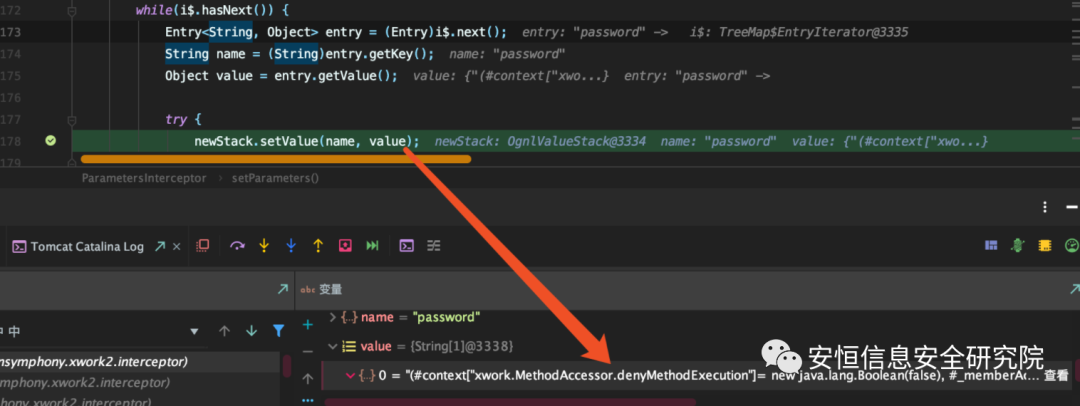 172 while(i$.hasNext()) {
173 Entry<String, Object> entry = (Entry)i$.next(); entry: "password" -> i$: TreeMap$EntryIterator@3335
174 String name = (String)entry.getKey(); name: "password"
175 Object value = entry.getValue(); value: {"(#context["xwo...} entry: "password" ->
176
177 try {
178 newStack.setValue(name, value); newStack: OgnlValueStack@3334 name: "password" value: {"(#context["xwo...}
179
ParametersInterceptor › setParameters()
Tomcat Catalina Log
abc 变量
{..} name = "password"
中
value = {String[1]@3338}
nsymphony.xwork2.interceptor)
{..} 0 = "(#context["xwork.MethodAccessor.denyMethodExecution"]= new java.lang.Boolean(false), #_memberAc... 查看
nsymphony.xwork2.interceptor)
安恒信息安全研究院